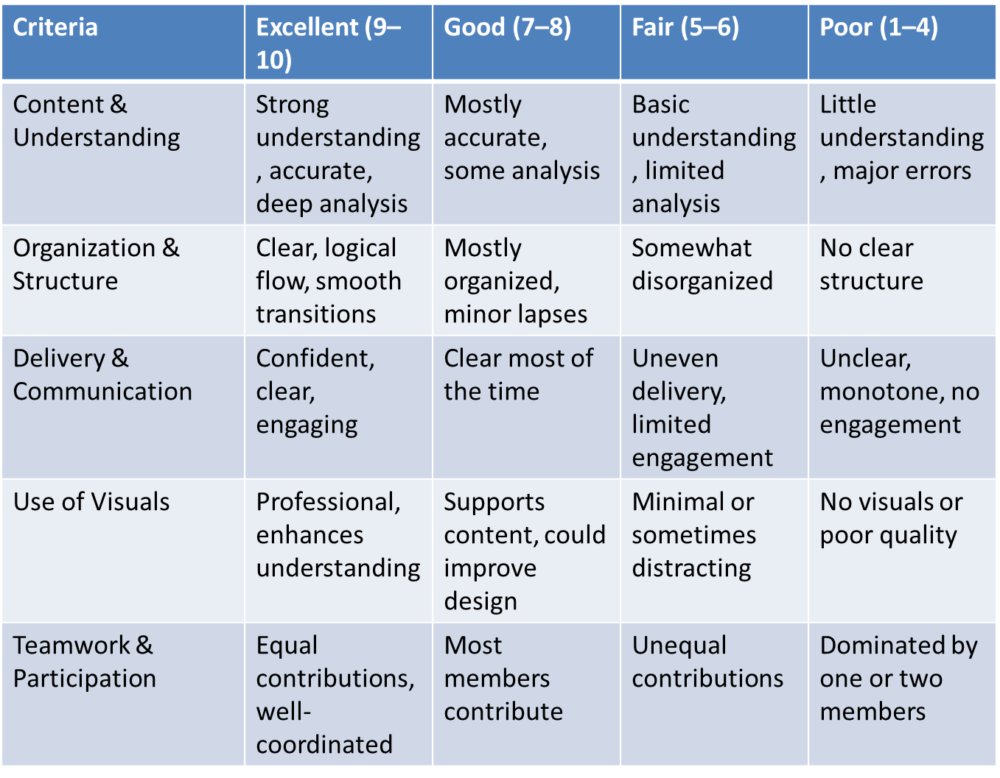 Criteria
Excellent (9–
10)
Good (7–8)
Fair (5–6)
Poor (1–4)
Content &
Understanding
Strong
understanding
, accurate,
deep analysis
Mostly
accurate,
some analysis
Basic
understanding
, limited
analysis
Little
understanding
, major errors
Organization &
Structure
Clear, logical
flow, smooth
transitions
Mostly
organized,
minor lapses
Somewhat
disorganized
No clear
structure
Delivery &
Communication
Confident,
clear,
engaging
Clear most of
the time
Uneven
delivery,
limited
engagement
Unclear,
monotone, no
engagement
Use of Visuals
Professional,
enhances
understanding
Supports
content, could
improve
design
Minimal or
sometimes
distracting
No visuals or
poor quality
Teamwork &
Participation
Equal
contributions,
well-
coordinated
Most
members
contribute
Unequal
contributions
Dominated by
one or two
members